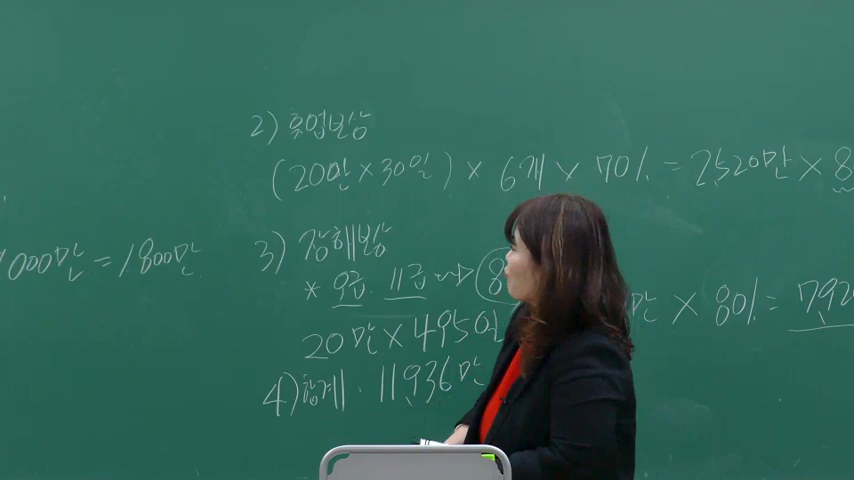 2) 휴업보상
(20만×30일) × 6개 × 70% = 2520만 × 8
000만 = 1800만
3) 장해보상
* 9급 11급 → 8
만 × 80% = 792
20만 × 495일
4) 합계. 11936만